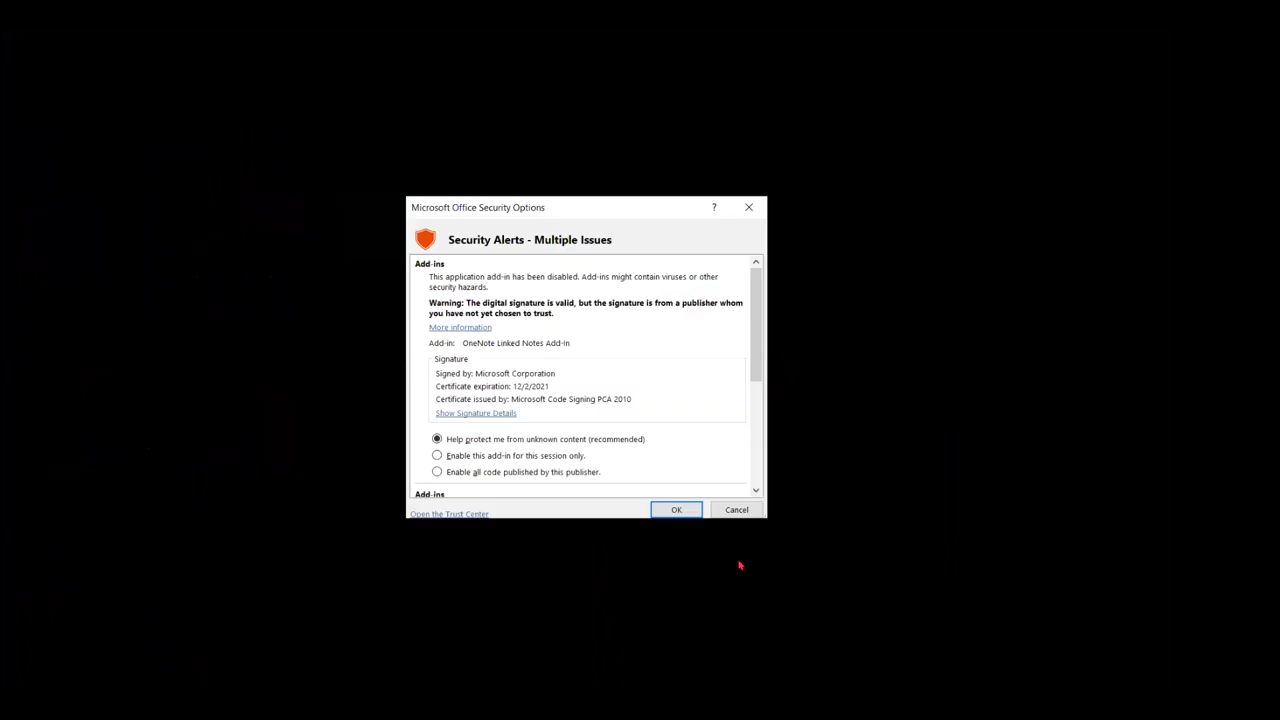 Microsoft Office Security Options
?
Security Alerts - Multiple Issues
Add-ins
This application add-in has been disabled. Add-ins might contain viruses or other
security hazards.
Warning: The digital signature is valid, but the signature is from a publisher whom
you have not yet chosen to trust.
More information
Add-in: OneNote Linked Notes Add-In
Signature
Signed by: Microsoft Corporation
Certificate expiration: 12/2/2021
Certificate issued by: Microsoft Code Signing PCA 2010
Show Signature Details
Help protect me from unknown content (recommended)
Enable this add-in for this session only.
Enable all code published by this publisher.
Add-ins
Open the Trust Center
OK
Cancel